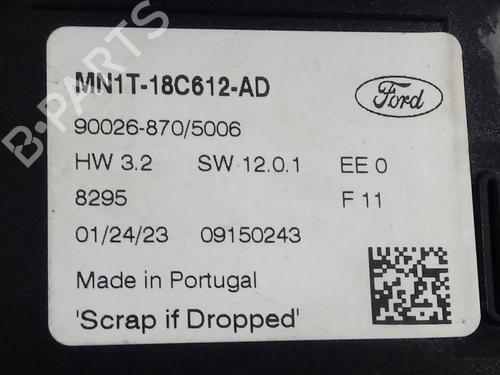 B-PARTS
MN1T-18C612-AD
Ford
90026-870/5006
HW 3.2 SW 12.0.1 EE 0
8295 F 11
01/24/23 09150243
Made in Portugal
'Scrap if Dropped'